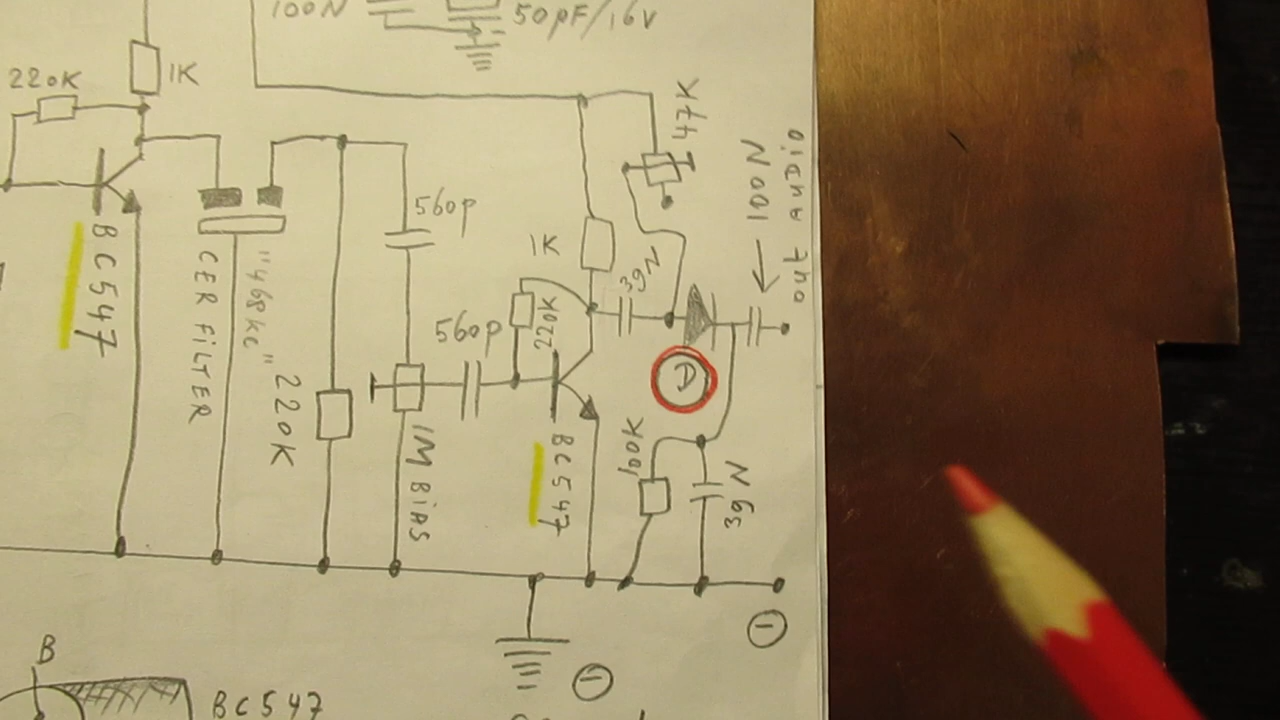 100N
50pF/16V
220K
1K
47K
100N
out audio
560p
1K
39N
BC547
CER FILTER
"468kc"
560p
220K
D
220K
1M BiAS
BC547
100K
39N
B
BC547